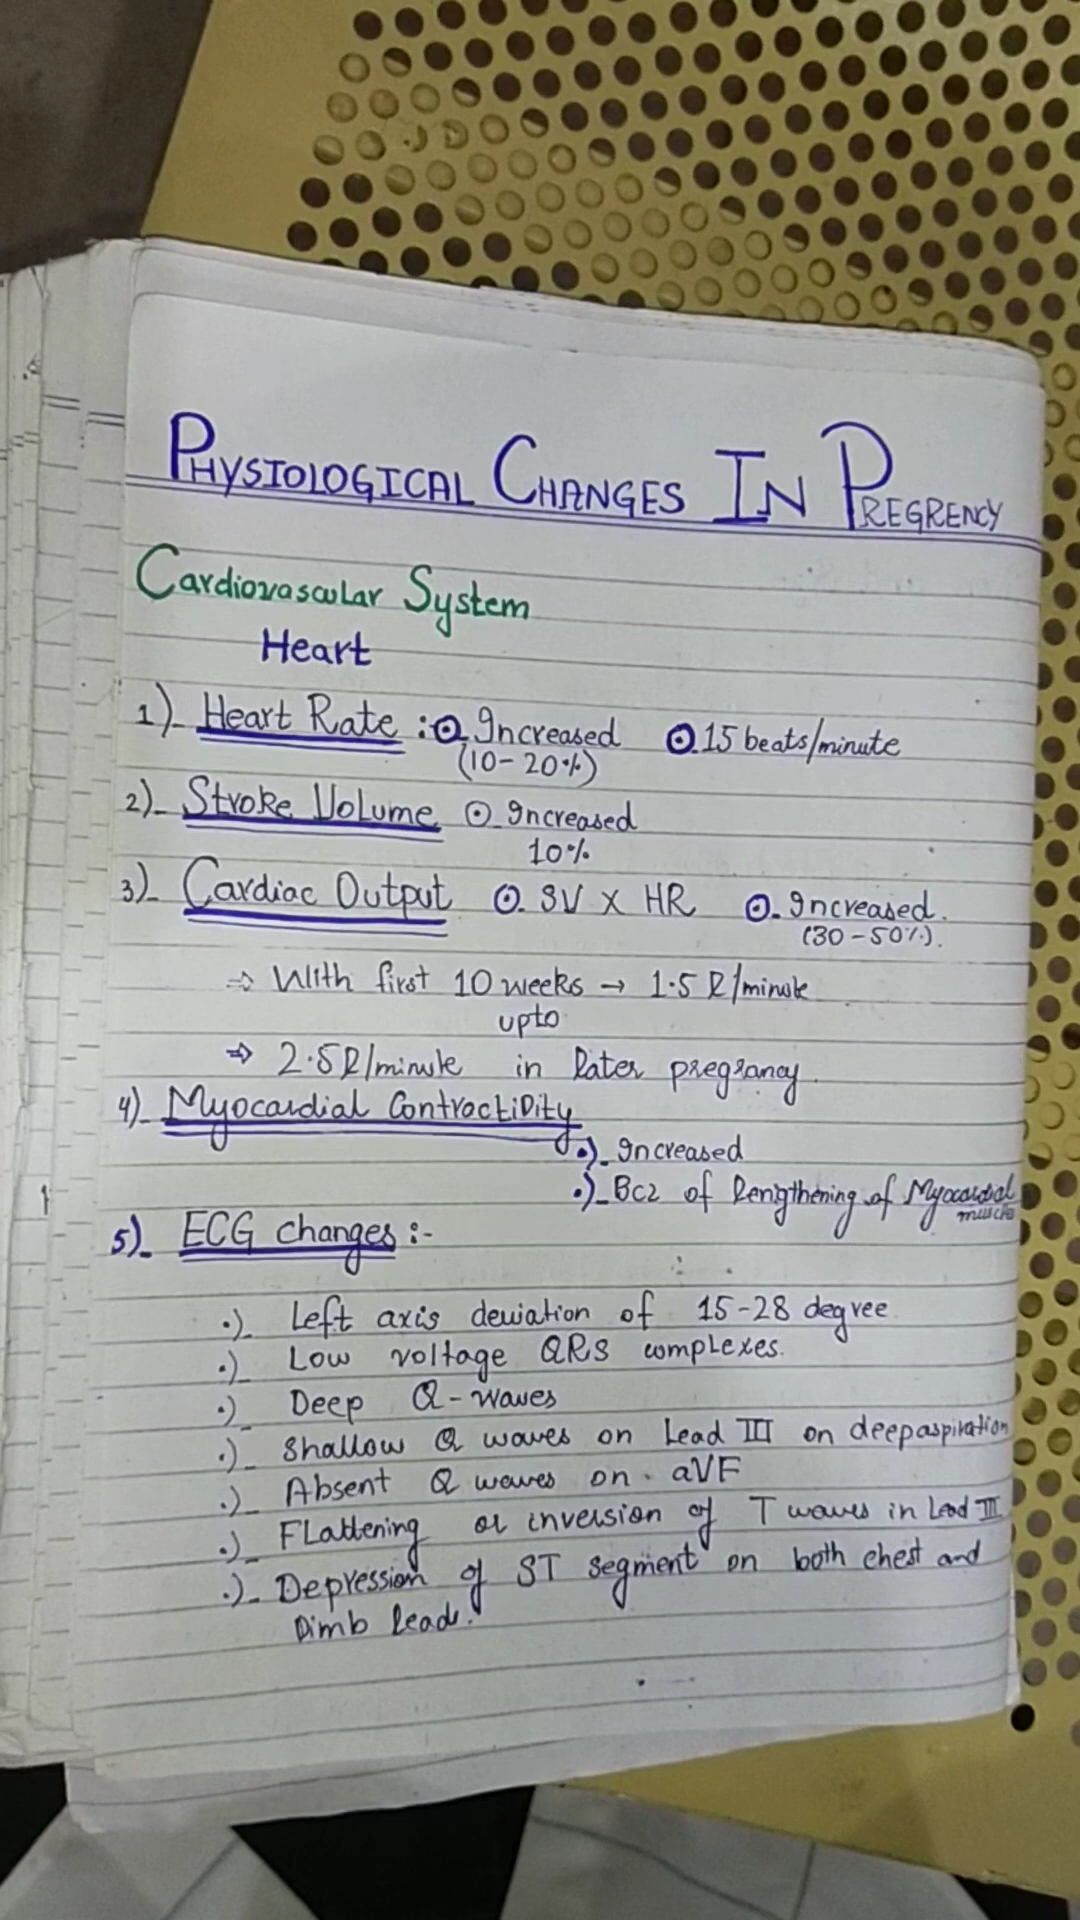 PHYSIOLOGICAL CHANGES IN PREGRENCY
Cardiovascular System
Heart
1)_ Heart Rate :⊙ Increased ⊙.15 beats/minute
(10-20%)
2)_ Stroke Volume ⊙_ Increased
10%
3)_ Cardiac Output ⊙. SV X HR ⊙. Increased.
(30-50%).
⇒ With first 10 weeks → 1.5 l/minute
upto
⇒ 2.5l/minute in later pregnancy.
4)_ Myocardial Contractility
•)_ Increased
•)_ Bcz of lengthening of Myocardial
muscle
5)_ ECG changes :-
•)_ Left axis deviation of 15-28 degree.
•)_ Low voltage QRS complexes.
•)_ Deep Q-waves
•)_ Shallow Q waves on Lead III on deepaspiration
•)_ Absent Q waves on aVF
•)_ Flattening or inversion of T waves in Lead III
•)_ Depression of ST segment on both chest and
limb leads.